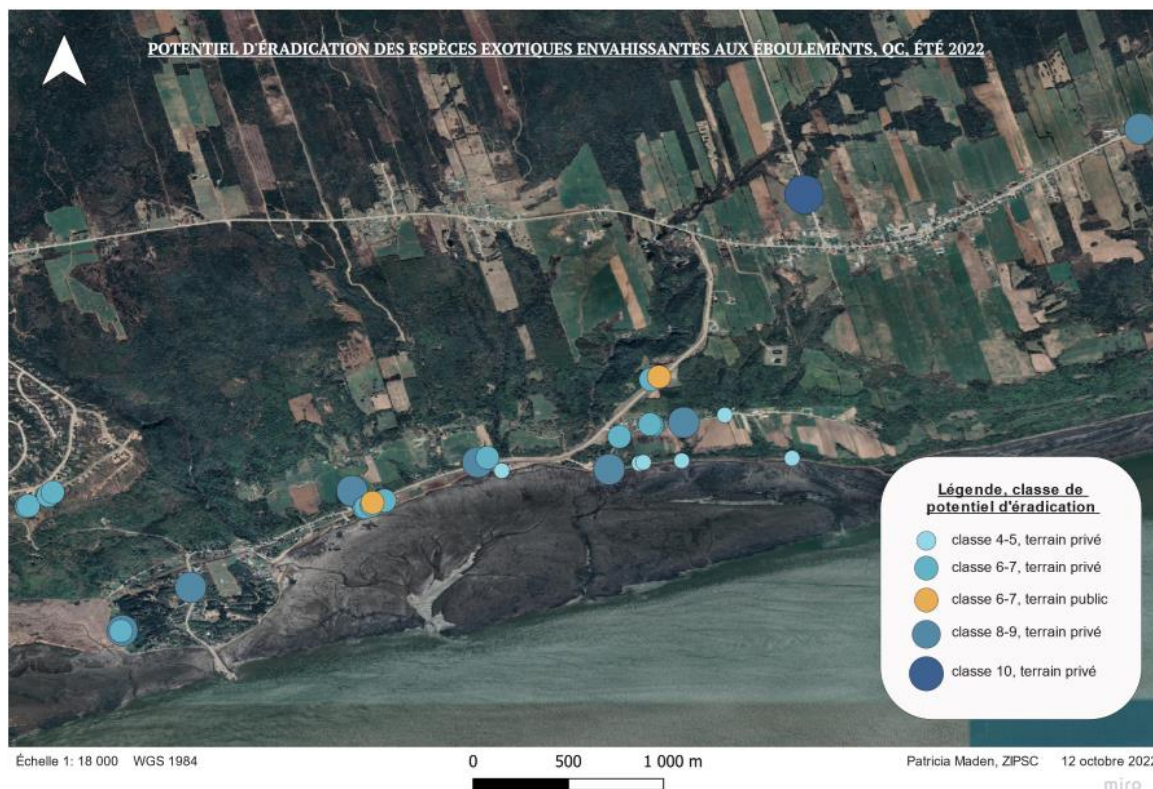 POTENTIEL D'ÉRADICATION DES ESPÈCES EXOTIQUES ENVAHISSANTES AUX ÉBOULEMENTS, QC, ÉTÉ 2022
Légende, classe de
potentiel d'éradication
classe 4-5, terrain privé
classe 6-7, terrain privé
classe 6-7, terrain public
classe 8-9, terrain privé
classe 10, terrain privé
Échelle 1: 18 000 WGS 1984
0 500 1 000 m
Patricia Maden, ZIPSC 12 octobre 2022
miro